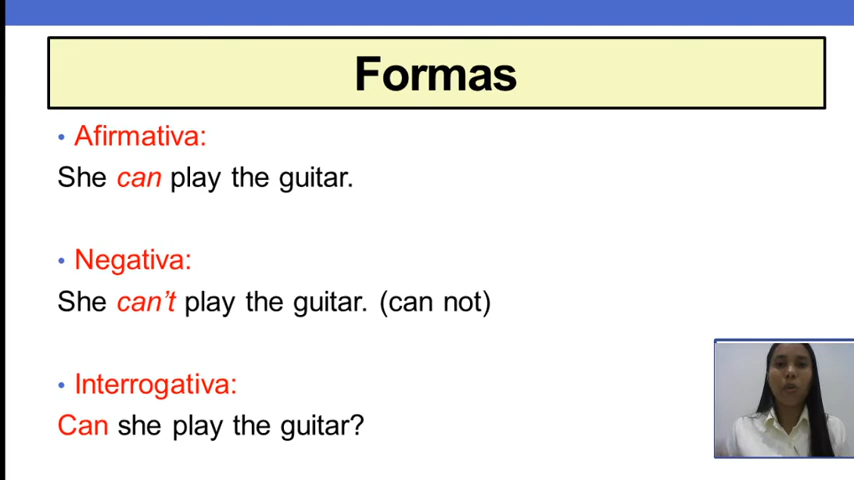 Formas
• Afirmativa:
She can play the guitar.
• Negativa:
She can’t play the guitar. (can not)
• Interrogativa:
Can she play the guitar?